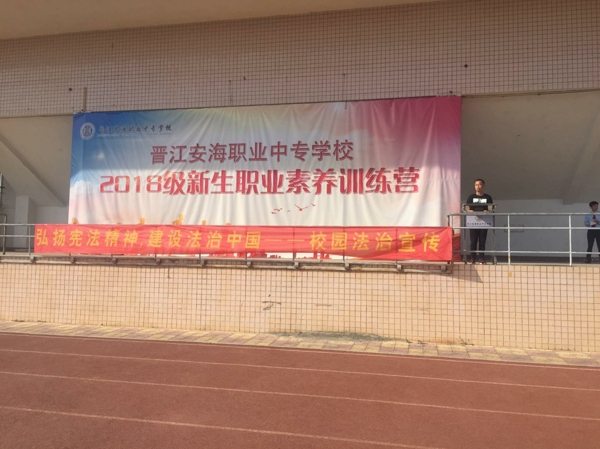 晋江安海职业中专学校
2018级新生职业素养训练营
弘扬宪法精神 建设法治中国——校园法治宣传